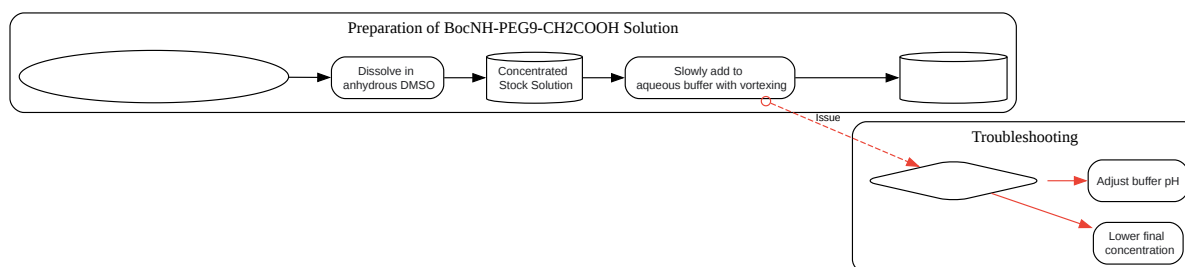 Preparation of BocNH-PEG9-CH2COOH Solution
Dissolve in
anhydrous DMSO
Concentrated
Stock Solution
Slowly add to
aqueous buffer with vortexing
Issue
Troubleshooting
Adjust buffer pH
Lower final
concentration